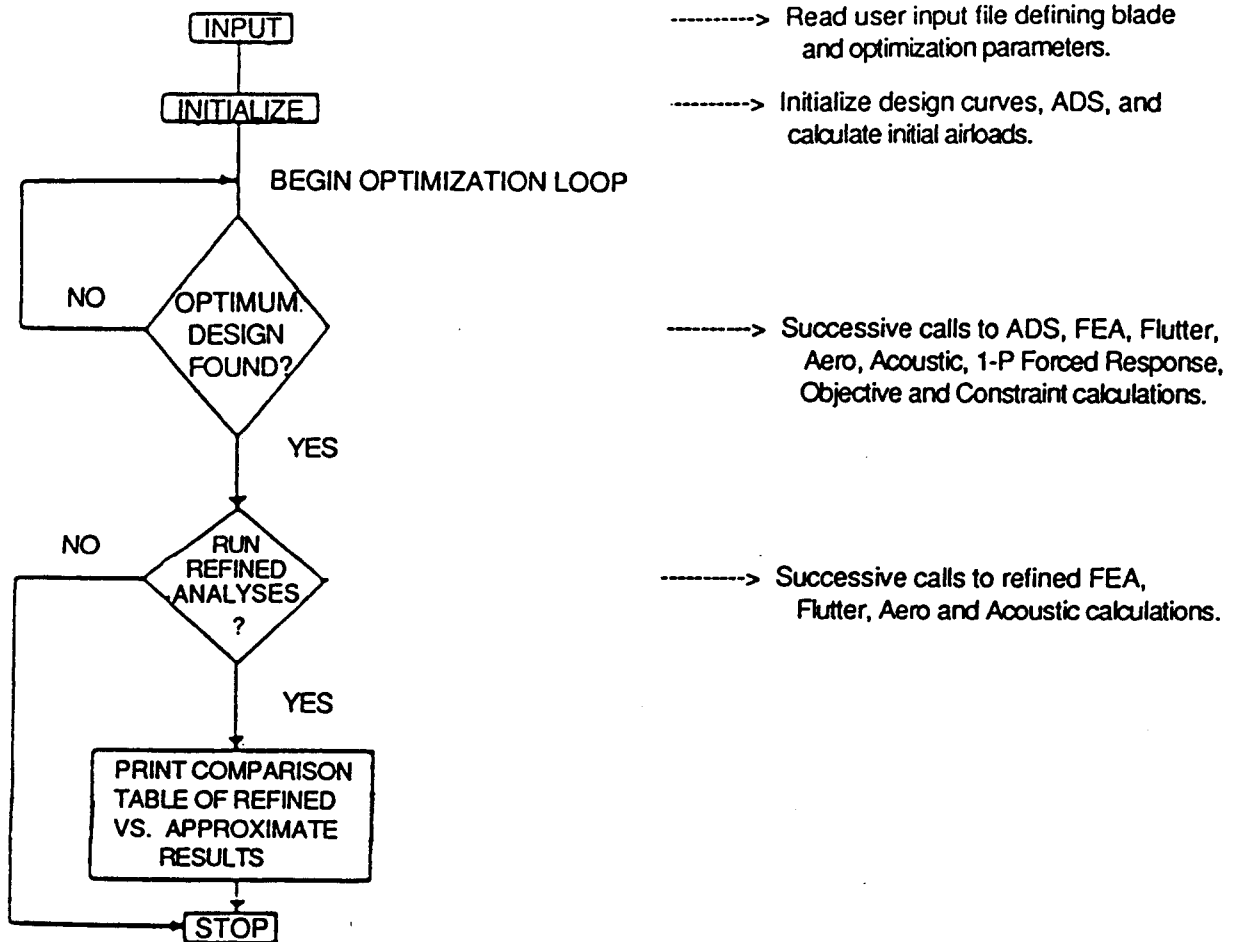 INPUT
----------> Read user input file defining blade
and optimization parameters.
INITIALIZE
----------> Initialize design curves, ADS, and
calculate initial airloads.
BEGIN OPTIMIZATION LOOP
NO
OPTIMUM.
DESIGN
FOUND?
----------> Successive calls to ADS, FEA, Flutter,
Aero, Acoustic, 1-P Forced Response,
Objective and Constraint calculations.
YES
NO
RUN
REFINED
ANALYSES
?
----------> Successive calls to refined FEA,
Flutter, Aero and Acoustic calculations.
YES
PRINT COMPARISON
TABLE OF REFINED
VS. APPROXIMATE
RESULTS
STOP